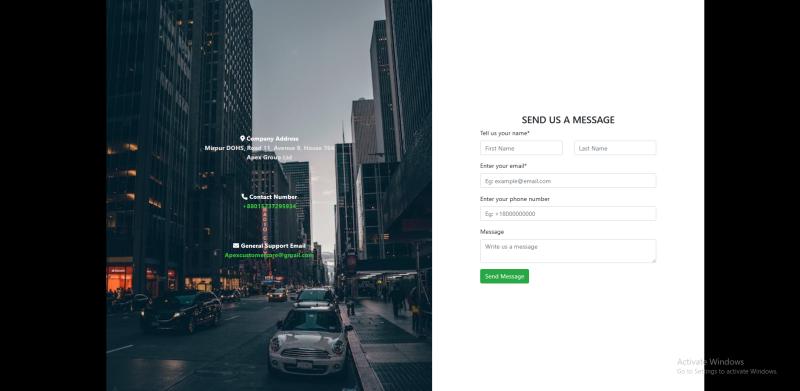 Company Address
Mirpur DOHS, Road 11, Avenue 9, House 764
Apex Group Ltd
Contact Number
General Support Email
Apexcustomercare@gmail.com
SEND US A MESSAGE
Tell us your name*
First Name
Last Name
Enter your email*
Eg: example@email.com
Enter your phone number
Eg: +18000000000
Message
Write us a message
Send Message
Activate Windows
Go to Settings to activate Windows.